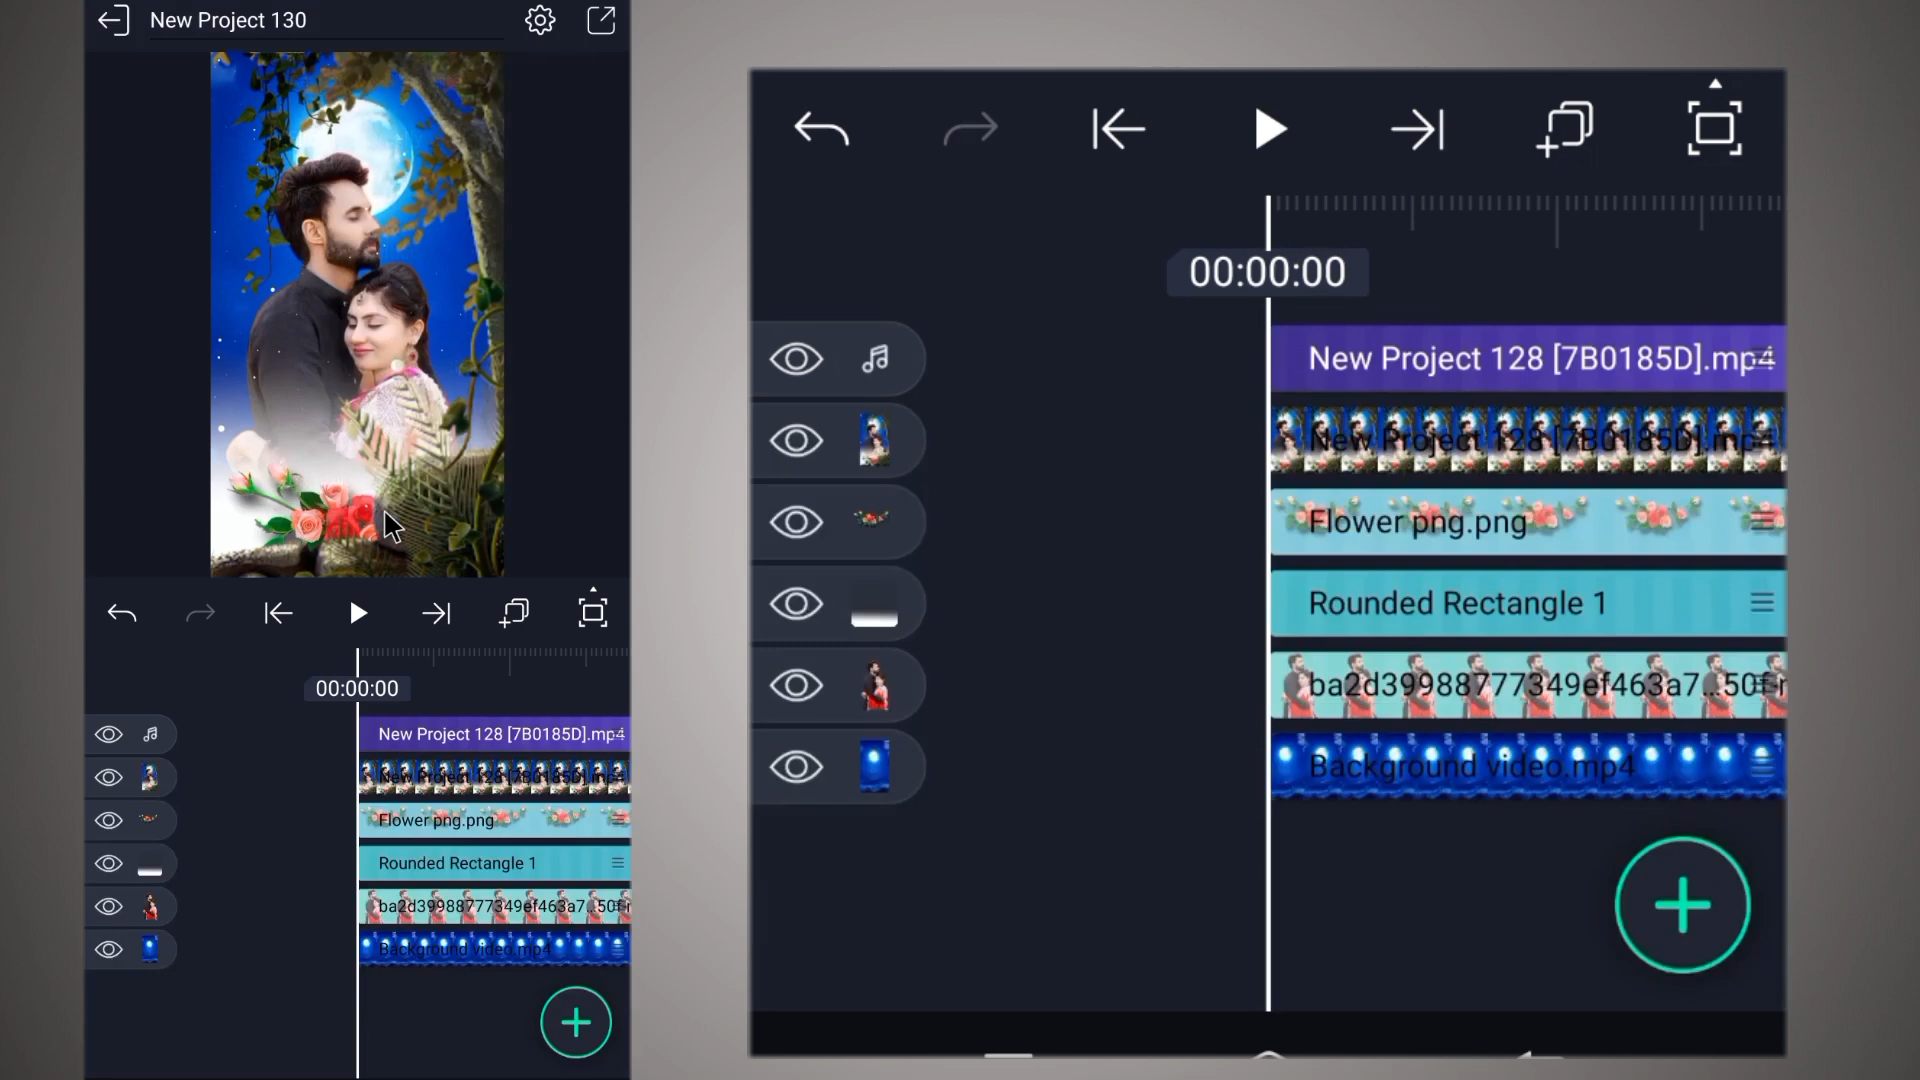 New Project 130
00:00:00
New Project 128 [7B0185D].mp4
New Project 128 [7B0185D].mp4
Flower png.png
Rounded Rectangle 1
ba2d39988777349ef463a7...50f-r
Background video.mp4
00:00:00
New Project 128 [7B0185D].mp4
New Project 128 [7B0185D].mp4
Flower png.png
Rounded Rectangle 1
ba2d39988777349ef463a7...50f-r
Background video.mp4